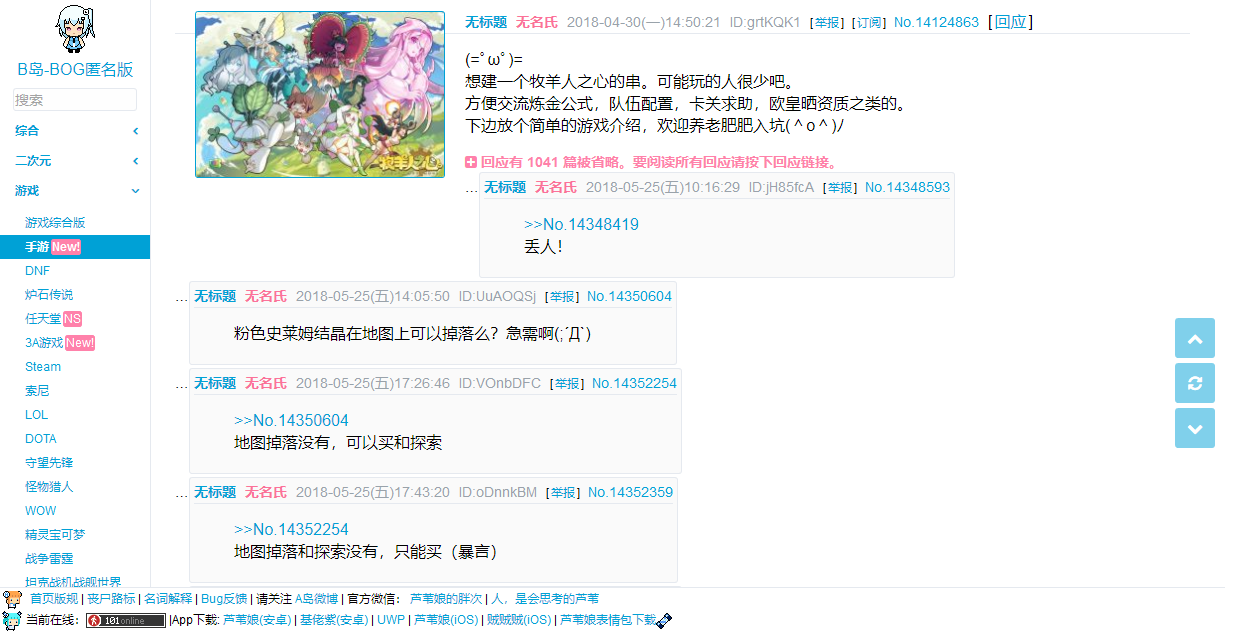 B岛-BOG匿名版
搜索
综合
二次元
游戏
游戏综合版
手游 New!
DNF
炉石传说
任天堂 NS
3A游戏 New!
Steam
索尼
LOL
DOTA
守望先锋
怪物猎人
WOW
精灵宝可梦
战争雷霆
坦克战机战舰世界
牧羊人之心
无标题 无名氏 2018-04-30(一)14:50:21 ID:grtKQK1 [举报] [订阅] No.14124863 [回应]
(=ﾟωﾟ)=
想建一个牧羊人之心的串。可能玩的人很少吧。
方便交流炼金公式，队伍配置，卡关求助，欧皇晒资质之类的。
下边放个简单的游戏介绍，欢迎养老肥肥入坑(＾o＾)ﾉ
回应有 1041 篇被省略。要阅读所有回应请按下回应链接。
… 无标题 无名氏 2018-05-25(五)10:16:29 ID:jH85fcA [举报] No.14348593
>>No.14348419
丢人！
… 无标题 无名氏 2018-05-25(五)14:05:50 ID:UuAOQSj [举报] No.14350604
粉色史莱姆结晶在地图上可以掉落么？急需啊(;´Д`)
… 无标题 无名氏 2018-05-25(五)17:26:46 ID:VOnbDFC [举报] No.14352254
>>No.14350604
地图掉落没有，可以买和探索
… 无标题 无名氏 2018-05-25(五)17:43:20 ID:oDnnkBM [举报] No.14352359
>>No.14352254
地图掉落和探索没有，只能买（暴言）
首页版规 | 丧尸路标 | 名词解释 | Bug反馈 | 请关注 A岛微博 | 官方微信： 芦苇娘的胖次 | 人，是会思考的芦苇
当前在线： 101 online |App下载: 芦苇娘(安卓) | 基佬紫(安卓) | UWP | 芦苇娘(iOS) | 贼贼贼(iOS) | 芦苇娘表情包下载